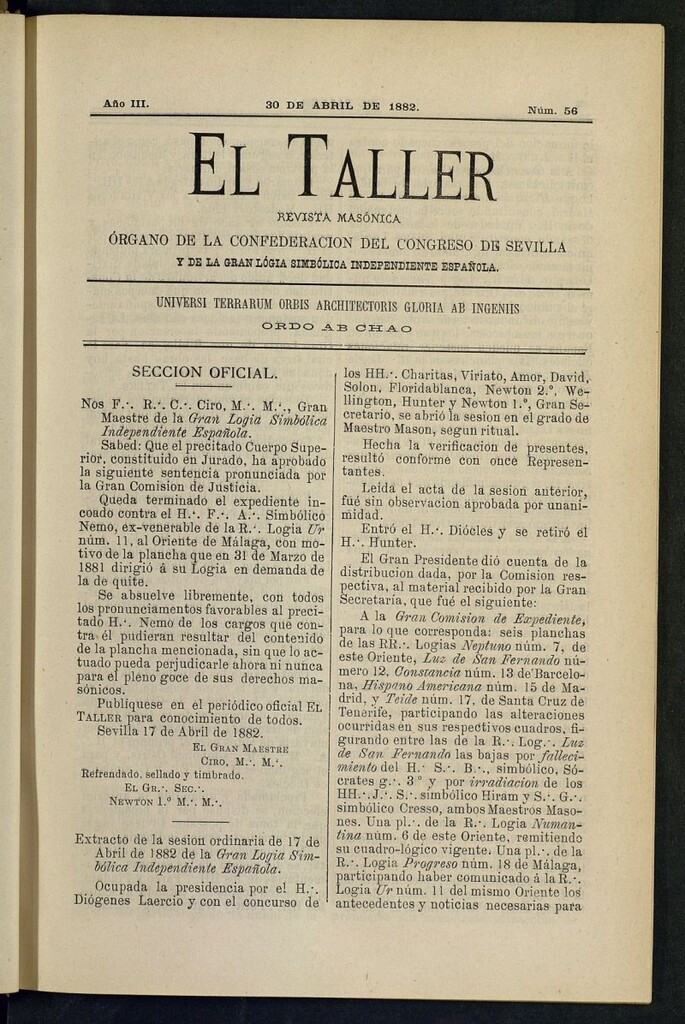 Año III.
30 DE ABRIL DE 1882.
Núm. 56
EL TALLER
REVISTA MASÓNICA
ÓRGANO DE LA CONFEDERACION DEL CONGRESO DE SEVILLA
Y DE LA GRAN LÓGIA SIMBÓLICA INDEPENDIENTE ESPAÑOLA.
UNIVERSI TERRARUM ORBIS ARCHITECTORIS GLORIA AB INGENIIS
ORDO AB CHAO
SECCION OFICIAL.
Nos F.·. R.·. C.·. Ciro, M.·. M.·., Gran
Maestre de la Gran Logia Simbólica
Independiente Española.
Sabed: Que el precitado Cuerpo Supe-
rior, constituido en Jurado, ha aprobado
la siguiente sentencia pronunciada por
la Gran Comision de Justicia.
Queda terminado el expediente in-
coado contra el H.·. F.·. A.·. Simbólico
Nemo, ex-venerable de la R.·. Logia Ur
núm. 11, al Oriente de Málaga, con mo-
tivo de la plancha que en 31 de Marzo de
1881 dirigió á su Logia en demanda de
la de quite.
Se absuelve libremente, con todos
los pronunciamentos favorables al preci-
tado H.·. Nemo de los cargos que con-
tra él pudieran resultar del contenido
de la plancha mencionada, sin que lo ac-
tuado pueda perjudicarle ahora ni nunca
para el pleno goce de sus derechos ma-
sónicos.
Publíquese en el periódico oficial EL
TALLER para conocimiento de todos.
Sevilla 17 de Abril de 1882.
EL GRAN MAESTRE
CIRO, M.·. M.·.
Refrendado, sellado y timbrado.
EL GR.·. SEC.·.
NEWTON 1.º M.·. M.·.
Extracto de la sesion ordinaria de 17 de
Abril de 1882 de la Gran Logia Sim-
bólica Independiente Española.
Ocupada la presidencia por el H.·.
Diógenes Laercio y con el concurso de
los HH.·. Charitas, Viriato, Amor, David,
Solon, Floridablanca, Newton 2.º, We-
llington, Hunter y Newton 1.º, Gran Se-
cretario, se abrió la sesion en el grado de
Maestro Mason, segun ritual.
Hecha la verificacion de presentes,
resultó conforme con once Represen-
tantes.
Leida el acta de la sesion anterior,
fué sin observacion aprobada por unani-
midad.
Entró el H.·. Diócles y se retiró el
H.·. Hunter.
El Gran Presidente dió cuenta de la
distribucion dada, por la Comision res-
pectiva, al material recibido por la Gran
Secretaría, que fué el siguiente:
A la Gran Comision de Expediente,
para lo que corresponda: seis planchas
de las RR.·. Logias Neptuno núm. 7, de
este Oriente, Luz de San Fernando nú-
mero 12, Constancia núm. 13 de Barcelo-
na, Hispano Americana núm. 15 de Ma-
drid, y Teide núm. 17, de Santa Cruz de
Tenerife, participando las alteraciones
ocurridas en sus respectivos cuadros, fi-
gurando entre las de la R.·. Log.·. Luz
de San Fernando las bajas por falleci-
miento del H.·. S.·. B.·., simbólico, Só-
crates g.·. 3º y por irradiacion de los
HH.·. J.·. S.·. simbólico Hiram y S.·. G.·.
simbólico Cresso, ambos Maestros Maso-
nes. Una pl.·. de la R.·. Logia Numan-
tina núm. 6 de este Oriente, remitiendo
su cuadro-lógico vigente. Una pl.·. de la
R.·. Logia Progreso núm. 18 de Málaga,
participando haber comunicado á la R.·.
Logia Ur núm. 11 del mismo Oriente los
antecedentes y noticias necesarias para